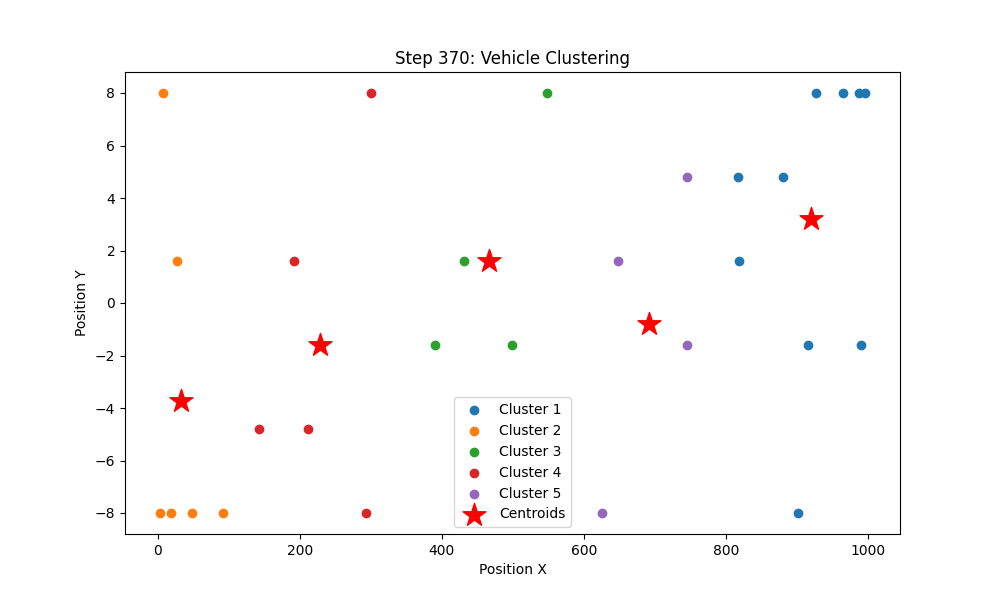 Step 370: Vehicle Clustering
Position Y
8
6
4
2
0
−2
−4
−6
−8
Cluster 1
Cluster 2
Cluster 3
Cluster 4
Cluster 5
Centroids
0 200 400 600 800 1000
Position X